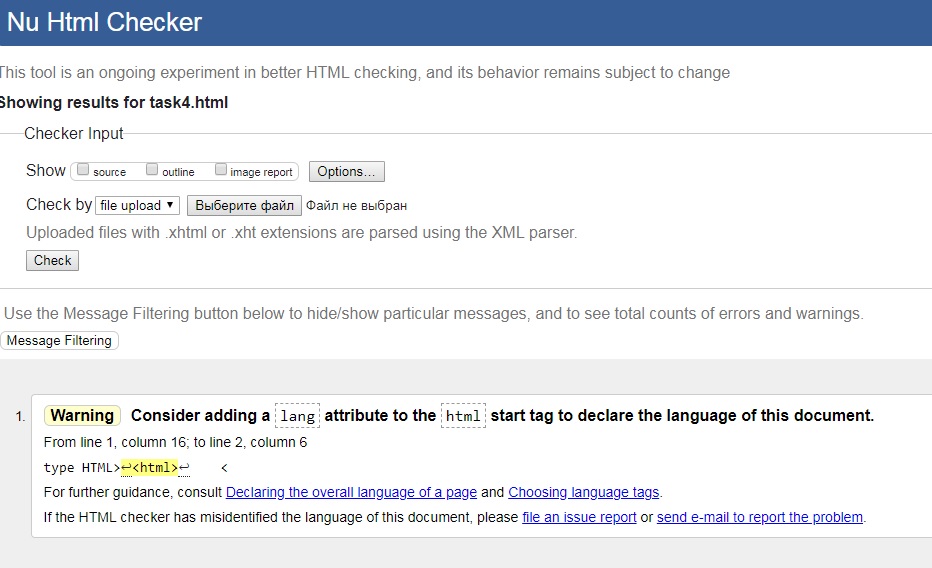 Nu Html Checker
This tool is an ongoing experiment in better HTML checking, and its behavior remains subject to change
Showing results for task4.html
Checker Input
Show source outline image report Options...
Check by file upload ▼ Выберите файл Файл не выбран
Uploaded files with .xhtml or .xht extensions are parsed using the XML parser.
Check
Use the Message Filtering button below to hide/show particular messages, and to see total counts of errors and warnings.
Message Filtering
1. Warning Consider adding a lang attribute to the html start tag to declare the language of this document.
From line 1, column 16; to line 2, column 6
type HTML>↩<html>↩ <
For further guidance, consult Declaring the overall language of a page and Choosing language tags.
If the HTML checker has misidentified the language of this document, please file an issue report or send e-mail to report the problem.